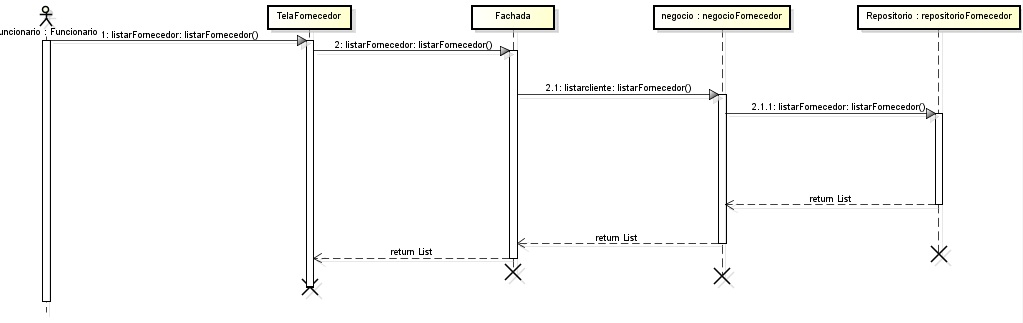 TelaFornecedor
Fachada
negocio : negocioFornecedor
Repositorio : repositorioFornecedor
uncionario : Funcionario
1: listarFornecedor: listarFornecedor()
2: listarFornecedor: listarFornecedor()
2.1: listarcliente: listarFornecedor()
2.1.1: listarFornecedor: listarFornecedor()
return List
return List
return List